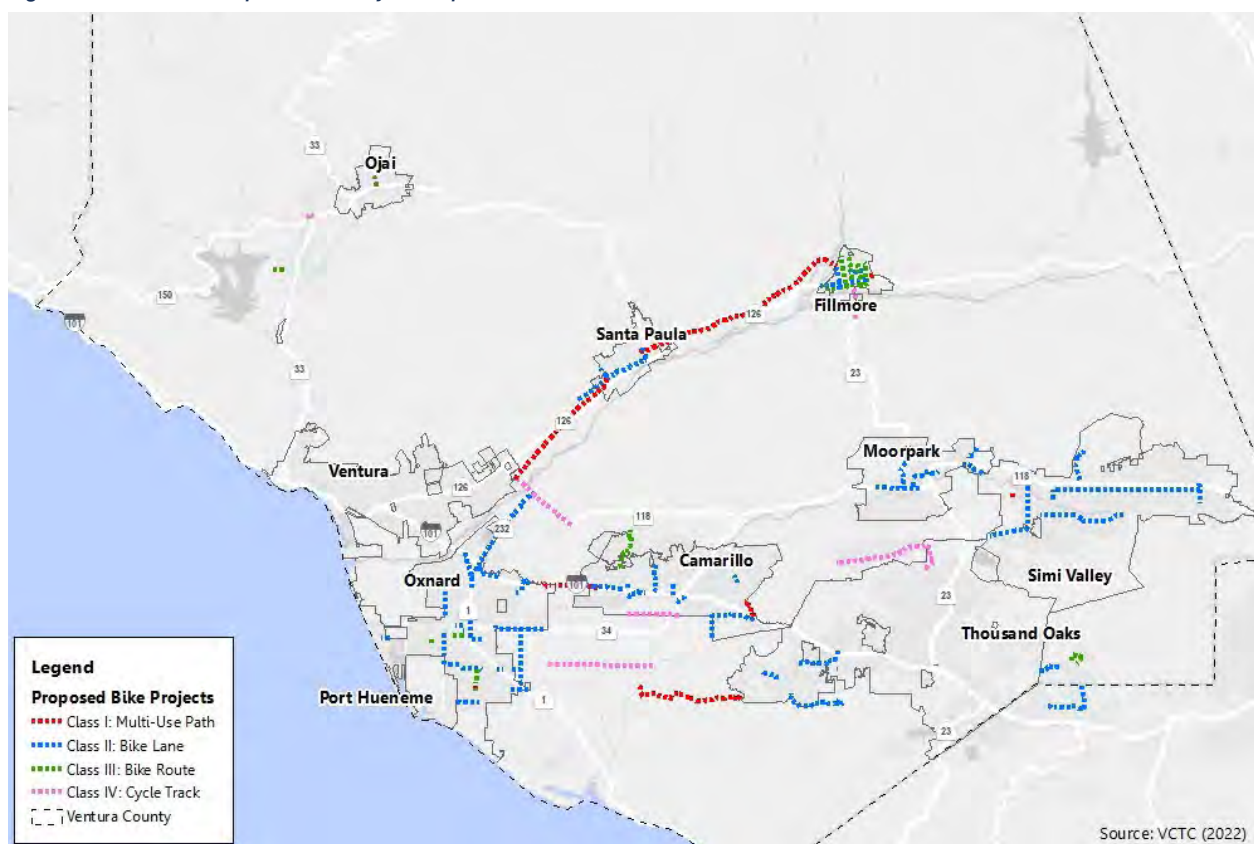 33
Ojai
150
101
Fillmore
Santa Paula
126
33
23
126
Moorpark
Ventura
126
118
118
101
232
Camarillo
Oxnard
101
Simi Valley
1
34
23
Thousand Oaks
Port Hueneme
1
23
Legend
Proposed Bike Projects
Class I: Multi-Use Path
Class II: Bike Lane
Class III: Bike Route
Class IV: Cycle Track
Ventura County
Source: VCTC (2022)